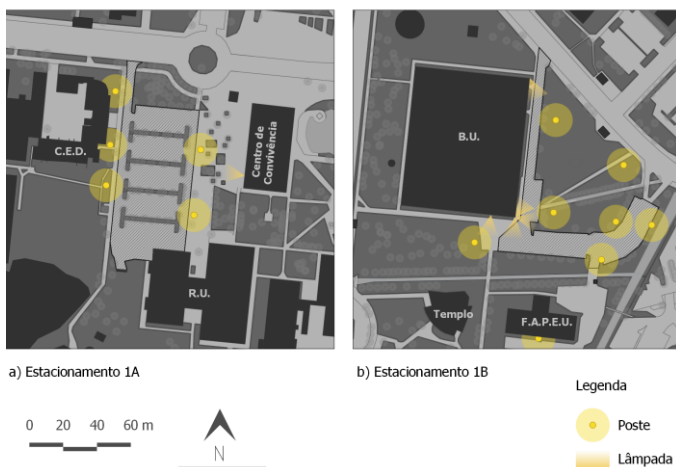 C.E.D.
Centro de
Convivência
R.U.
B.U.
Templo
F.A.P.E.U.
a) Estacionamento 1A
b) Estacionamento 1B
0 20 40 60 m
N
Legenda
Poste
Lâmpada